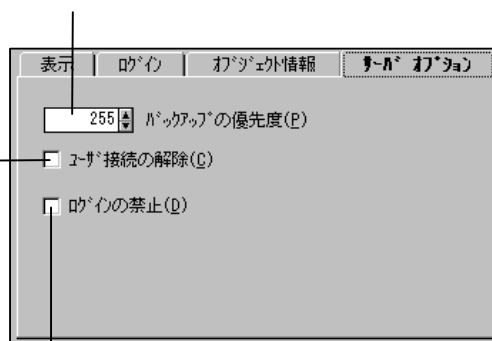 表示 ﾛｸﾞｲﾝ ｵﾌﾞｼﾞｪｸﾄ情報 ｻｰﾊﾞ ｵﾌﾟｼｮﾝ
255 ﾊﾞｯｸｱｯﾌﾟの優先度(P)
ﾕｰｻﾞ接続の解除(C)
ﾛｸﾞｲﾝの禁止(D)